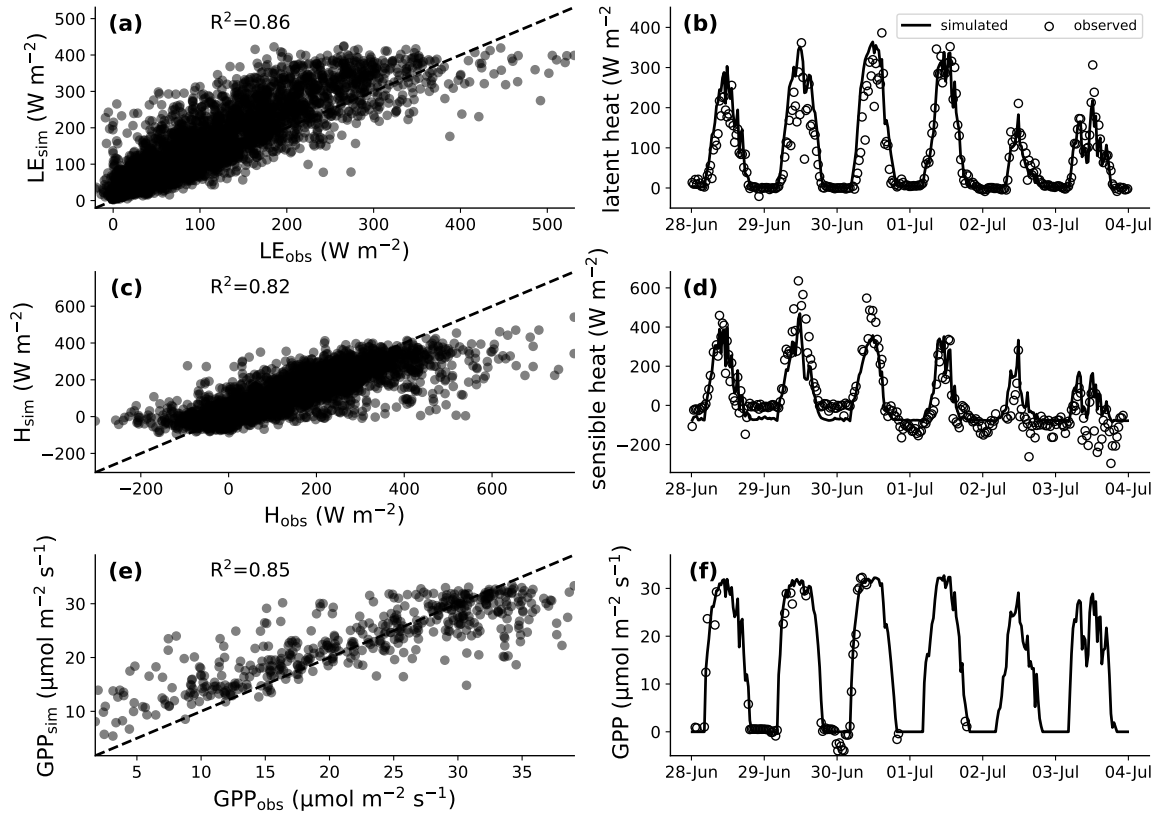 (a)
R²=0.86
LE_sim (W m⁻²)
500
400
300
200
100
0
0 100 200 300 400 500
LE_obs (W m⁻²)
(b)
simulated observed
latent heat (W m⁻²
400
300
200
100
0
28-Jun 29-Jun 30-Jun 01-Jul 02-Jul 03-Jul 04-Jul
(c)
R²=0.82
H_sim (W m⁻²)
600
400
200
0
−200
−200 0 200 400 600
H_obs (W m⁻²)
(d)
sensible heat (W m⁻²)
600
400
200
0
−200
28-Jun 29-Jun 30-Jun 01-Jul 02-Jul 03-Jul 04-Jul
(e)
R²=0.85
GPP_sim (μmol m⁻² s⁻¹)
30
20
10
5 10 15 20 25 30 35
GPP_obs (μmol m⁻² s⁻¹)
(f)
GPP (μmol m⁻² s⁻¹)
30
20
10
0
28-Jun 29-Jun 30-Jun 01-Jul 02-Jul 03-Jul 04-Jul